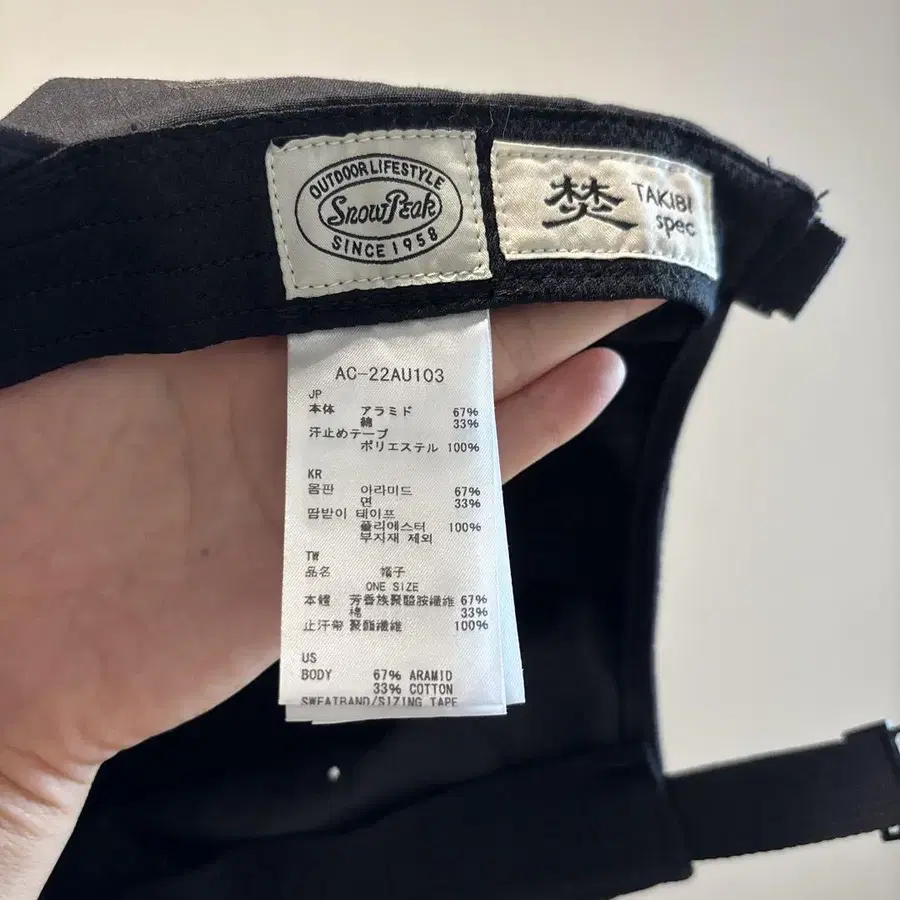 OUTDOOR LIFESTYLE
Snow Peak
SINCE 1958
焚 TAKIBI
spec
AC-22AU103
JP
本体 アラミド 67%
綿 33%
汗止めテープ
ポリエステル 100%
KR
몸판 아라미드 67%
면 33%
땀받이 테이프
폴리에스터 100%
부자재 제외
TW
品名 帽子
ONE SIZE
本體 芳香族聚醯胺纖維 67%
棉 33%
止汗帶 聚酯纖維 100%
US
BODY 67% ARAMID
33% COTTON
SWEATBAND/SIZING TAPE